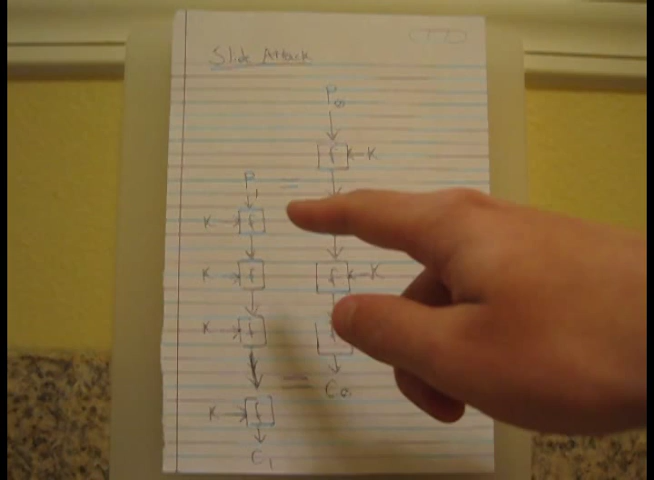 Slide Attack
P₀
f K
P₁
K f
K f
f K
K f
C₀
K f
C₁